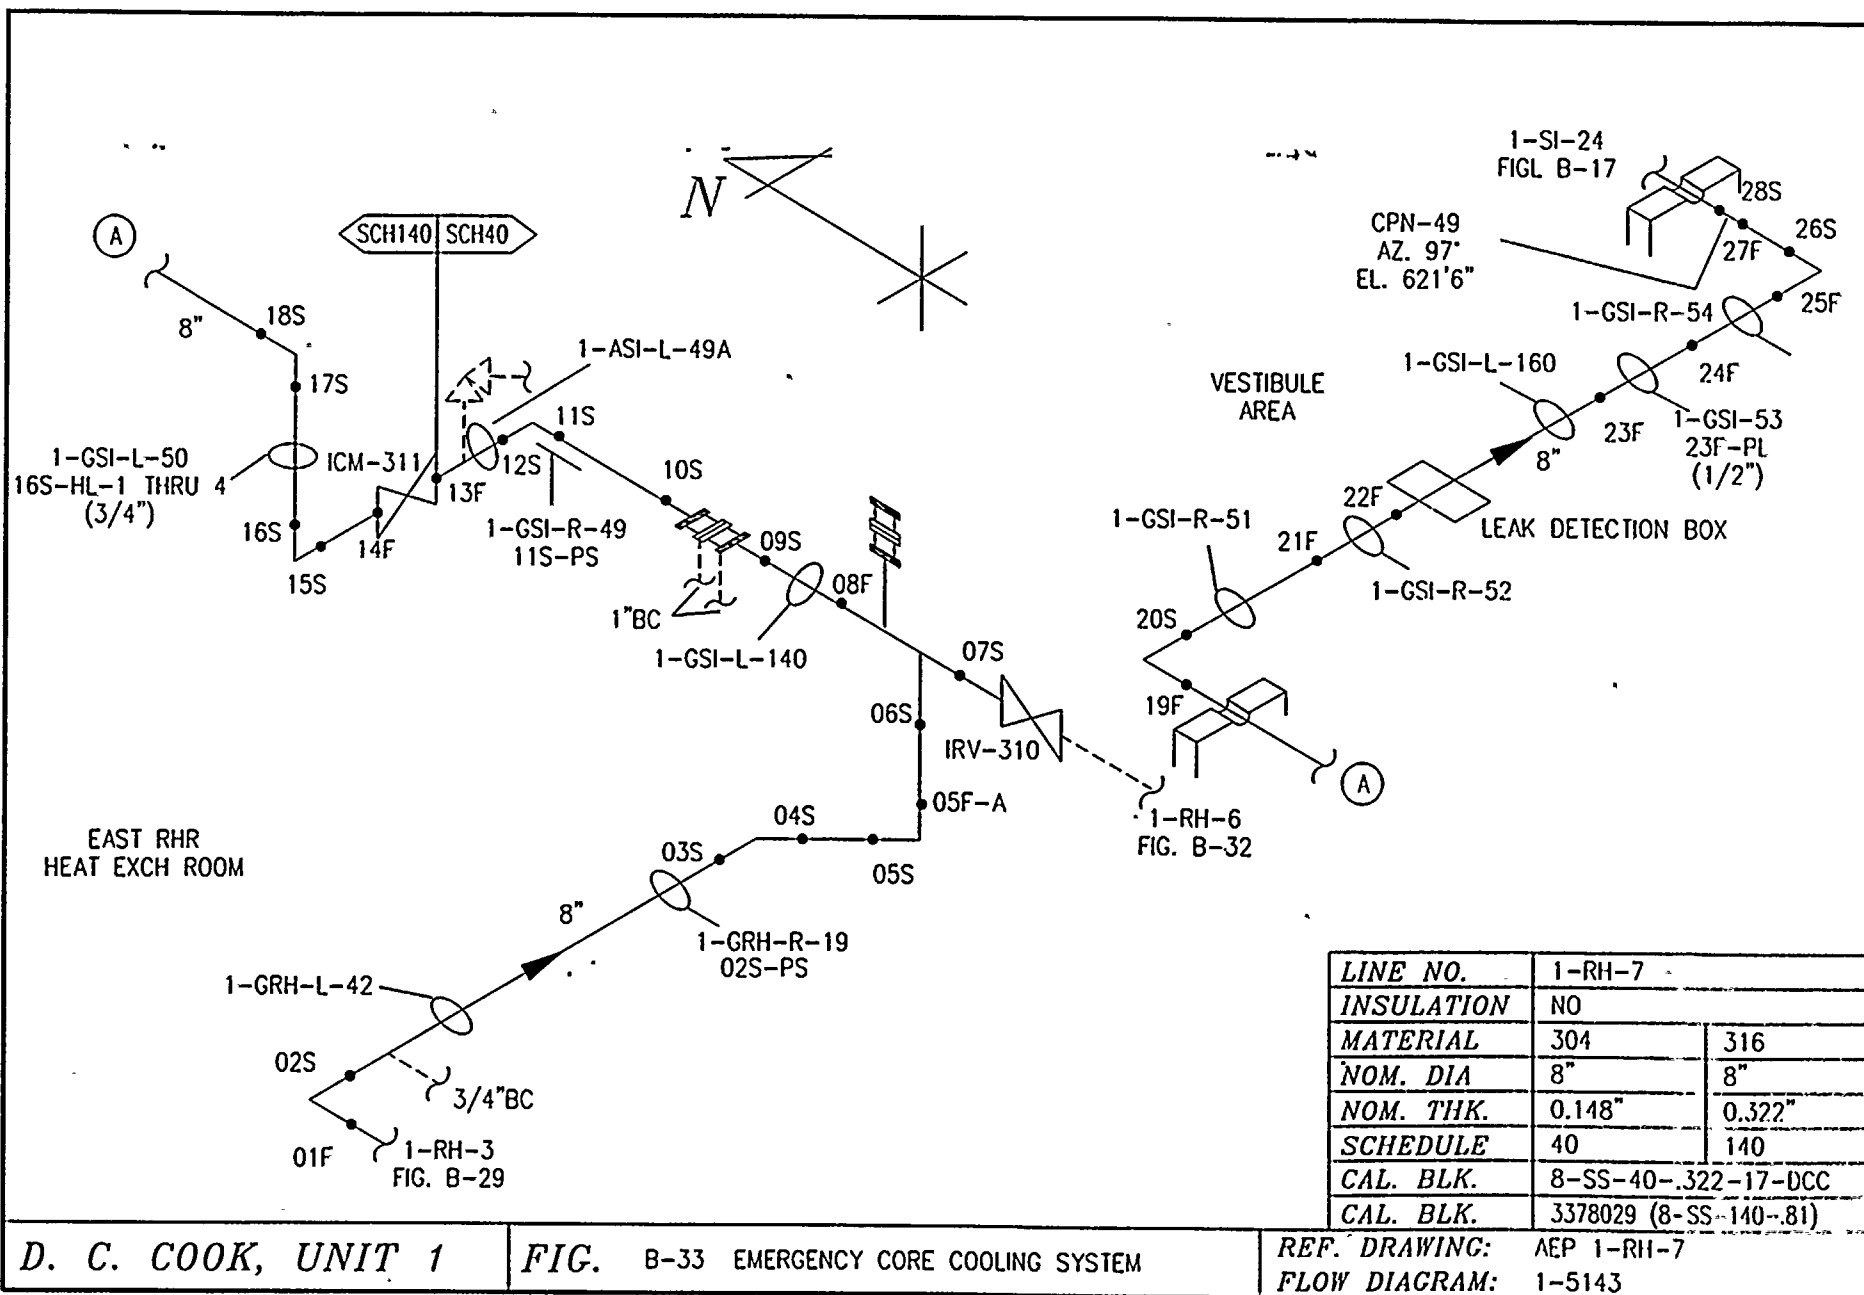 1-SI-24
FIGL B-17
28S
CPN-49
AZ. 97°
EL. 621'6"
27F
26S
N
A
SCH140 SCH40
1-GSI-R-54
25F
18S
8"
1-ASI-L-49A
17S
1-GSI-L-160
24F
VESTIBULE
AREA
11S
23F
1-GSI-53
23F-PL
(1/2")
1-GSI-L-50
16S-HL-1 THRU 4
(3/4")
ICM-311
12S
13F
8"
10S
22F
16S
14F
1-GSI-R-49
11S-PS
1-GSI-R-51
LEAK DETECTION BOX
15S
09S
21F
08F
1-GSI-R-52
1"BC
20S
1-GSI-L-140
07S
19F
06S
IRV-310
A
05F-A
04S
1-RH-6
FIG. B-32
EAST RHR
HEAT EXCH ROOM
03S
05S
8"
1-GRH-R-19
02S-PS
1-GRH-L-42
02S
3/4"BC
01F
1-RH-3
FIG. B-29
LINE NO. 1-RH-7
INSULATION NO
MATERIAL 304 316
NOM. DIA 8" 8"
NOM. THK. 0.148" 0.322"
SCHEDULE 40 140
CAL. BLK. 8-SS-40-.322-17-DCC
CAL. BLK. 3378029 (8-SS-140-.81)
D. C. COOK, UNIT 1
FIG. B-33 EMERGENCY CORE COOLING SYSTEM
REF. DRAWING: AEP 1-RH-7
FLOW DIAGRAM: 1-5143